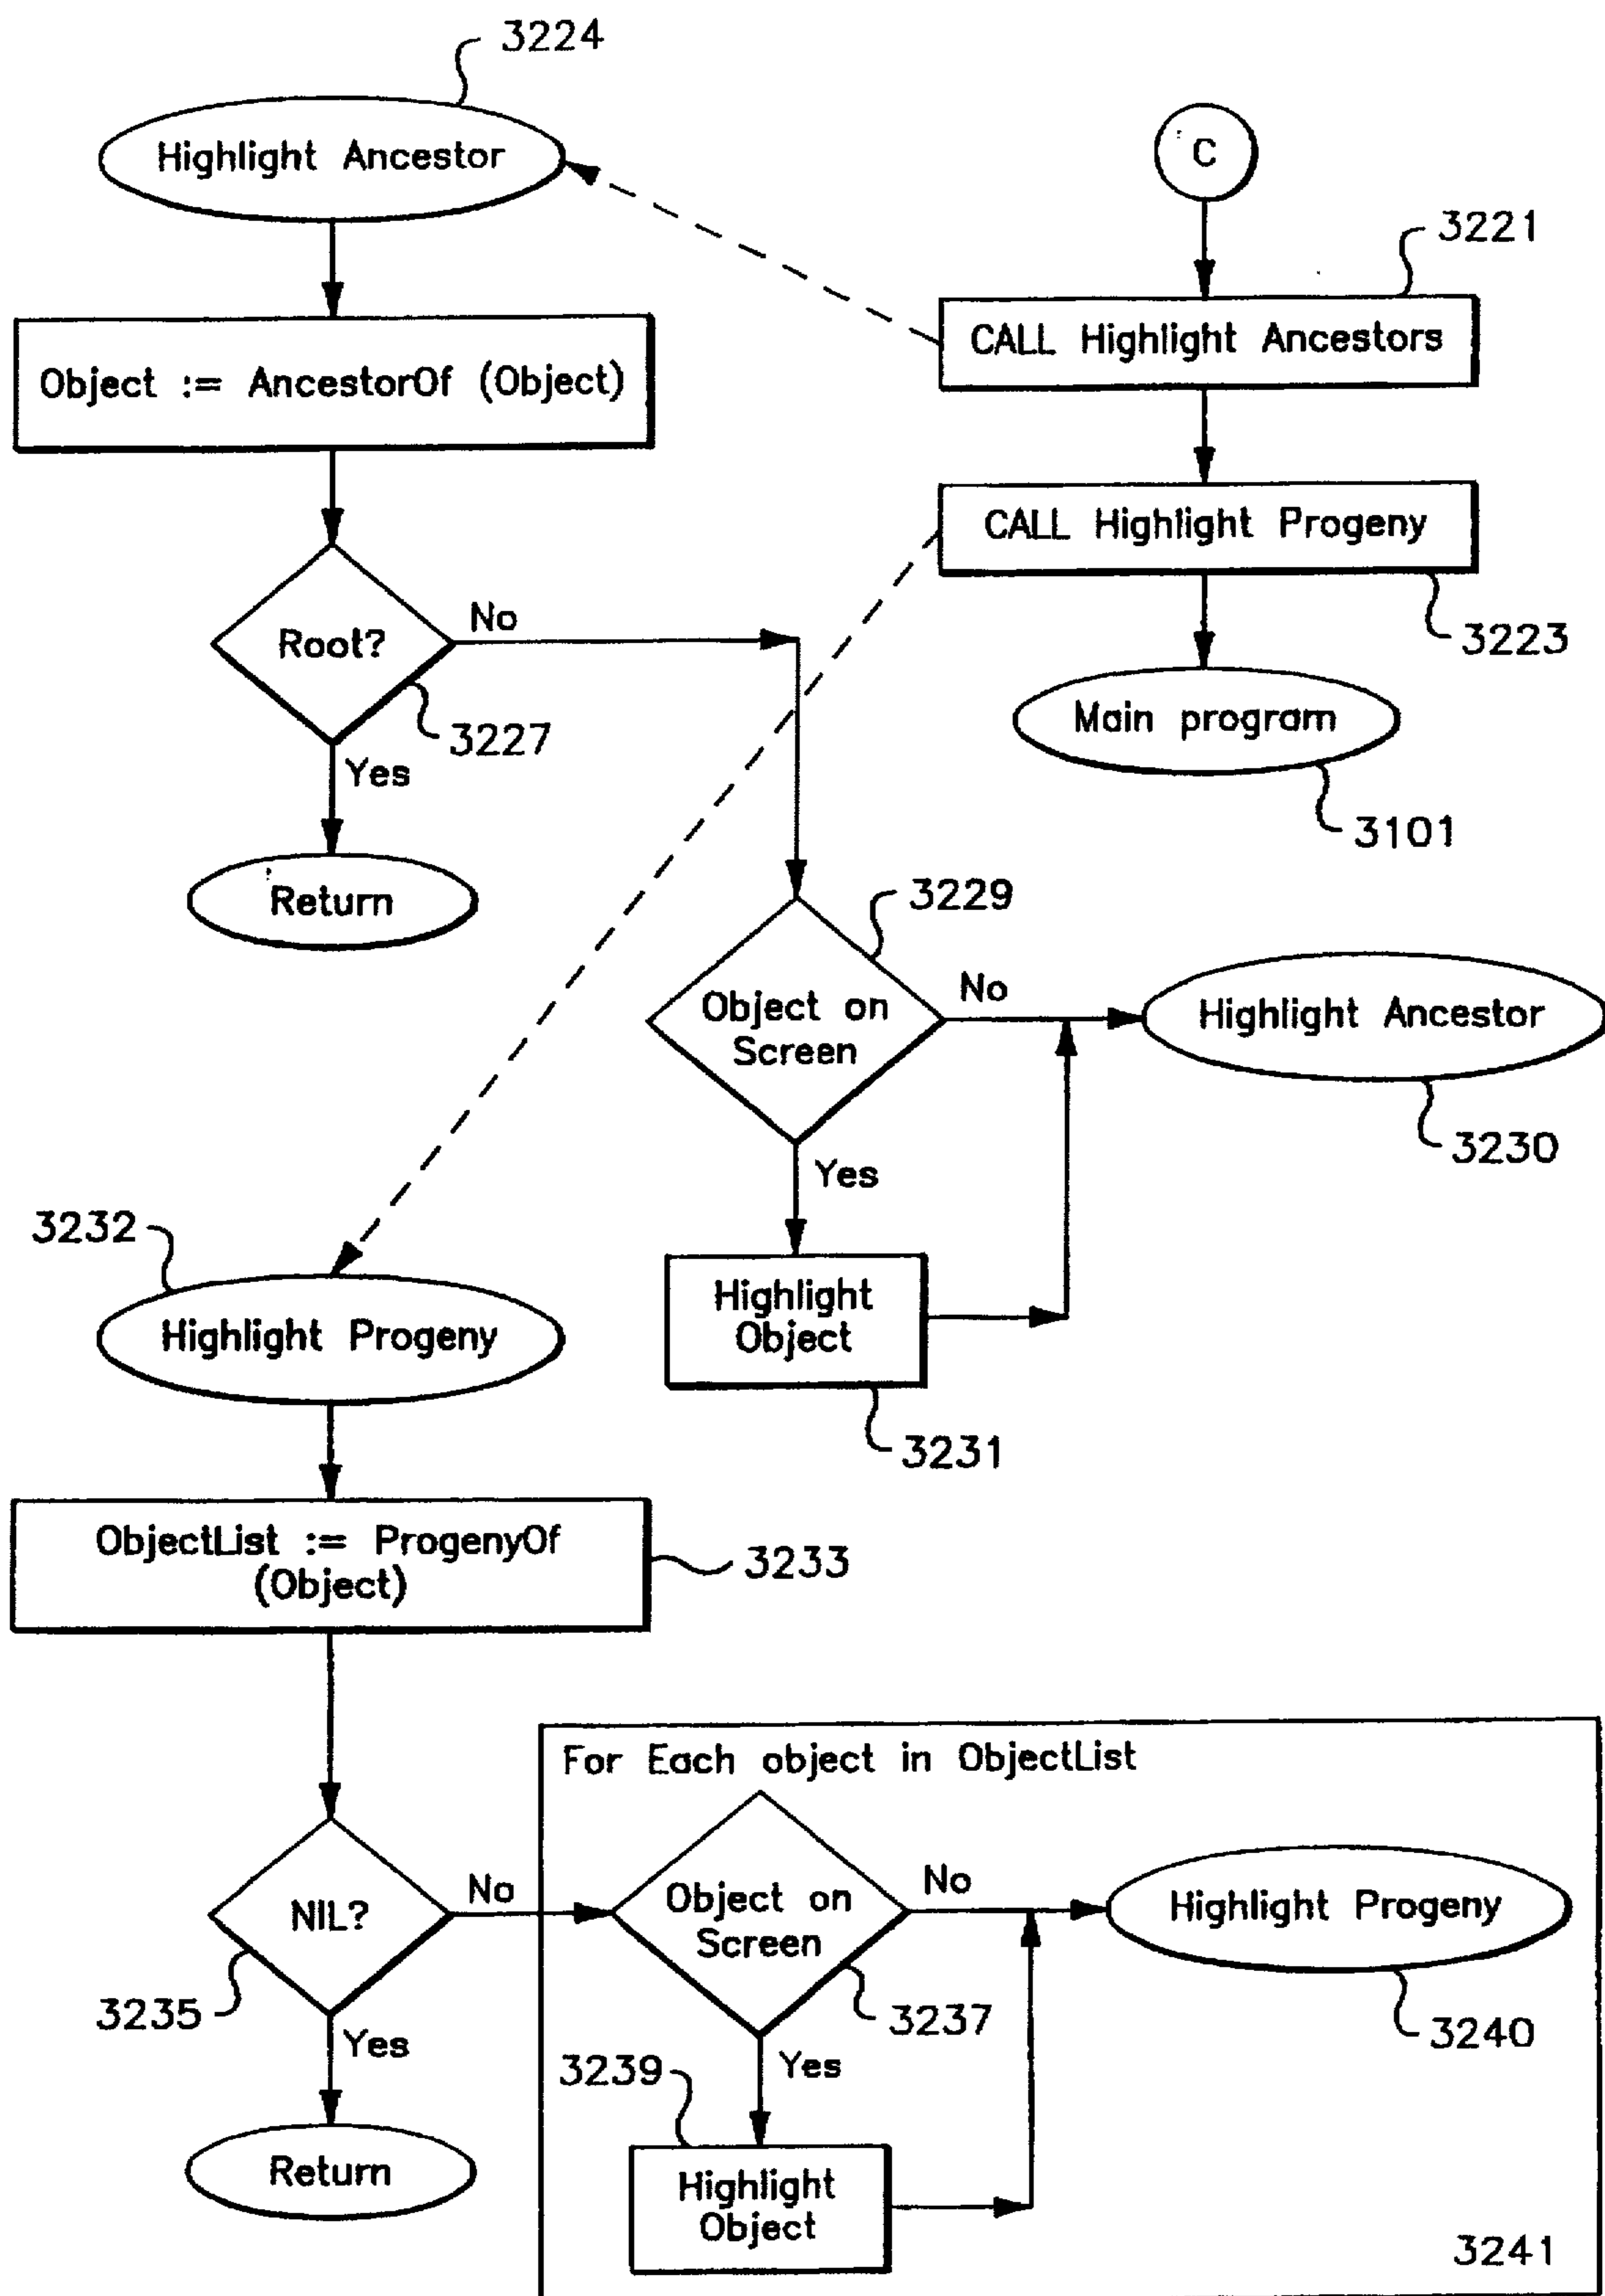 3224
Highlight Ancestor
C
3221
CALL Highlight Ancestors
Object := AncestorOf (Object)
CALL Highlight Progeny
3223
Root?
No
3227
Yes
Main program
3101
Return
3229
Object on
Screen
No
Highlight Ancestor
3230
Yes
Highlight
Object
3231
3232
Highlight Progeny
ObjectList := ProgenyOf
(Object)
3233
For Each object in ObjectList
NIL?
No
3235
Yes
Return
Object on
Screen
No
3237
Highlight Progeny
3240
Yes
3239
Highlight
Object
3241